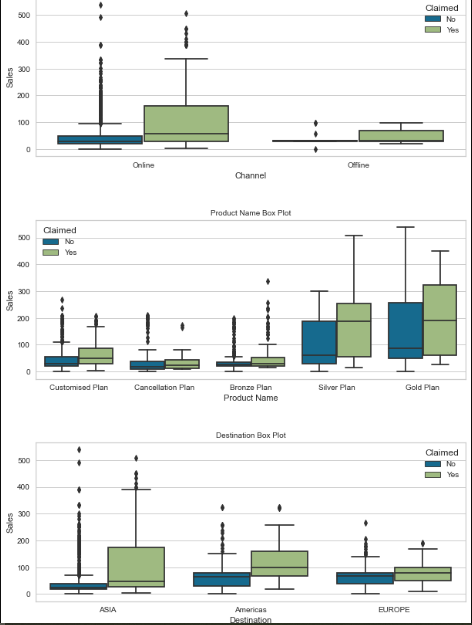 Claimed
No
Yes
500
400
300
200
100
0
Sales
Online
Offline
Channel
Product Name Box Plot
Claimed
No
Yes
500
400
300
200
100
0
Sales
Customised Plan
Cancellation Plan
Bronze Plan
Silver Plan
Gold Plan
Product Name
Destination Box Plot
Claimed
No
Yes
500
400
300
200
100
0
Sales
ASIA
Americas
EUROPE
Destination